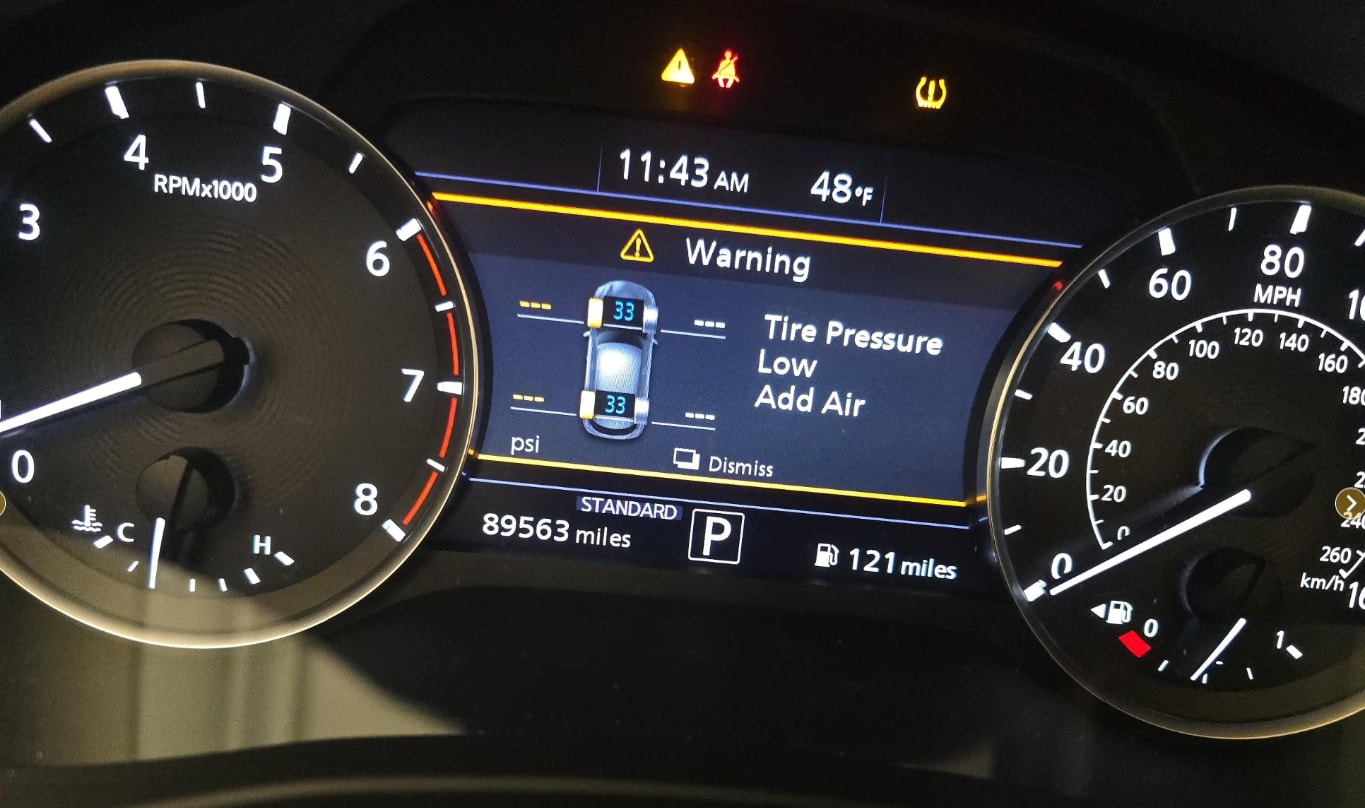 11:43 AM
48°F
Warning
--- 33 ---
Tire Pressure
Low
Add Air
--- 33 ---
psi
Dismiss
STANDARD
89563 miles
P
121 miles
3
4
5
6
7
8
RPMx1000
0
C
H
0
20
40
60
80
MPH
0
20
40
60
80
100
120
140
160
260
km/h
0
1